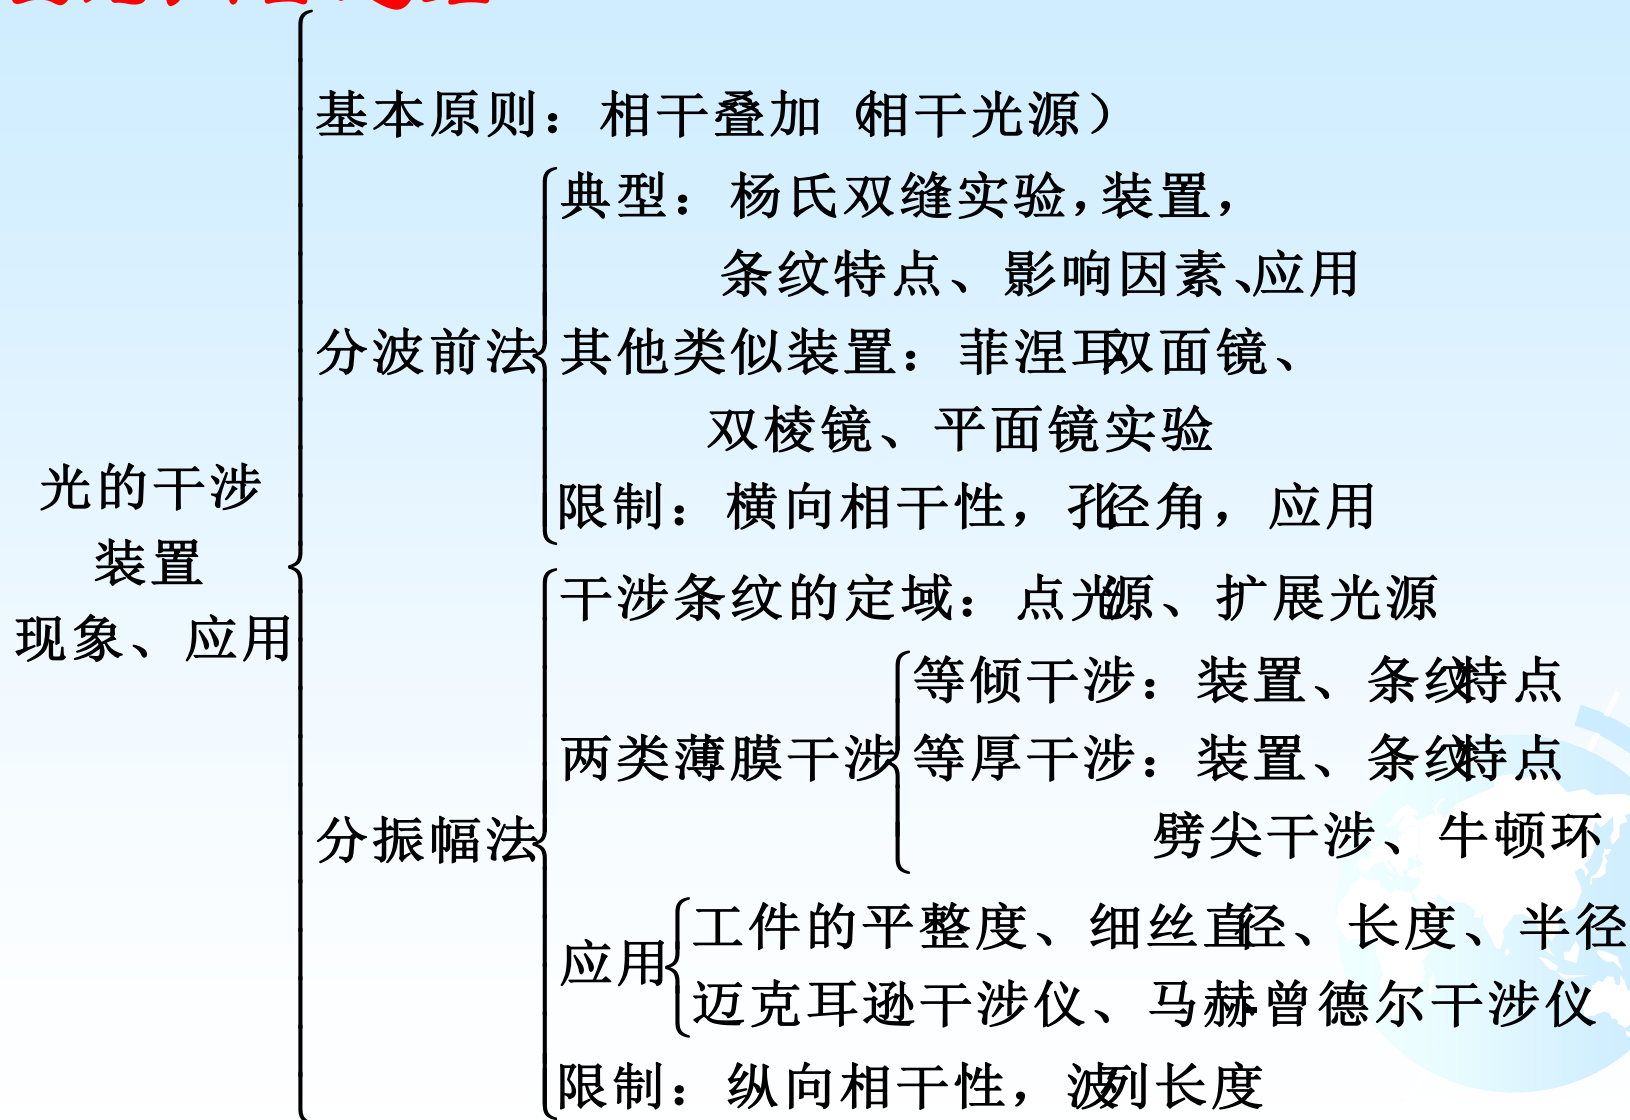 基本原则：相干叠加（相干光源）
典型：杨氏双缝实验，装置，
条纹特点、影响因素、应用
分波前法
其他类似装置：菲涅耳双面镜、
双棱镜、平面镜实验
限制：横向相干性，孔径角，应用
光的干涉
装置
现象、应用
干涉条纹的定域：点光源、扩展光源
等倾干涉：装置、条纹特点
两类薄膜干涉
等厚干涉：装置、条纹特点
劈尖干涉、牛顿环
分振幅法
工件的平整度、细丝直径、长度、半径
应用
迈克耳逊干涉仪、马赫-曾德尔干涉仪
限制：纵向相干性，波列长度